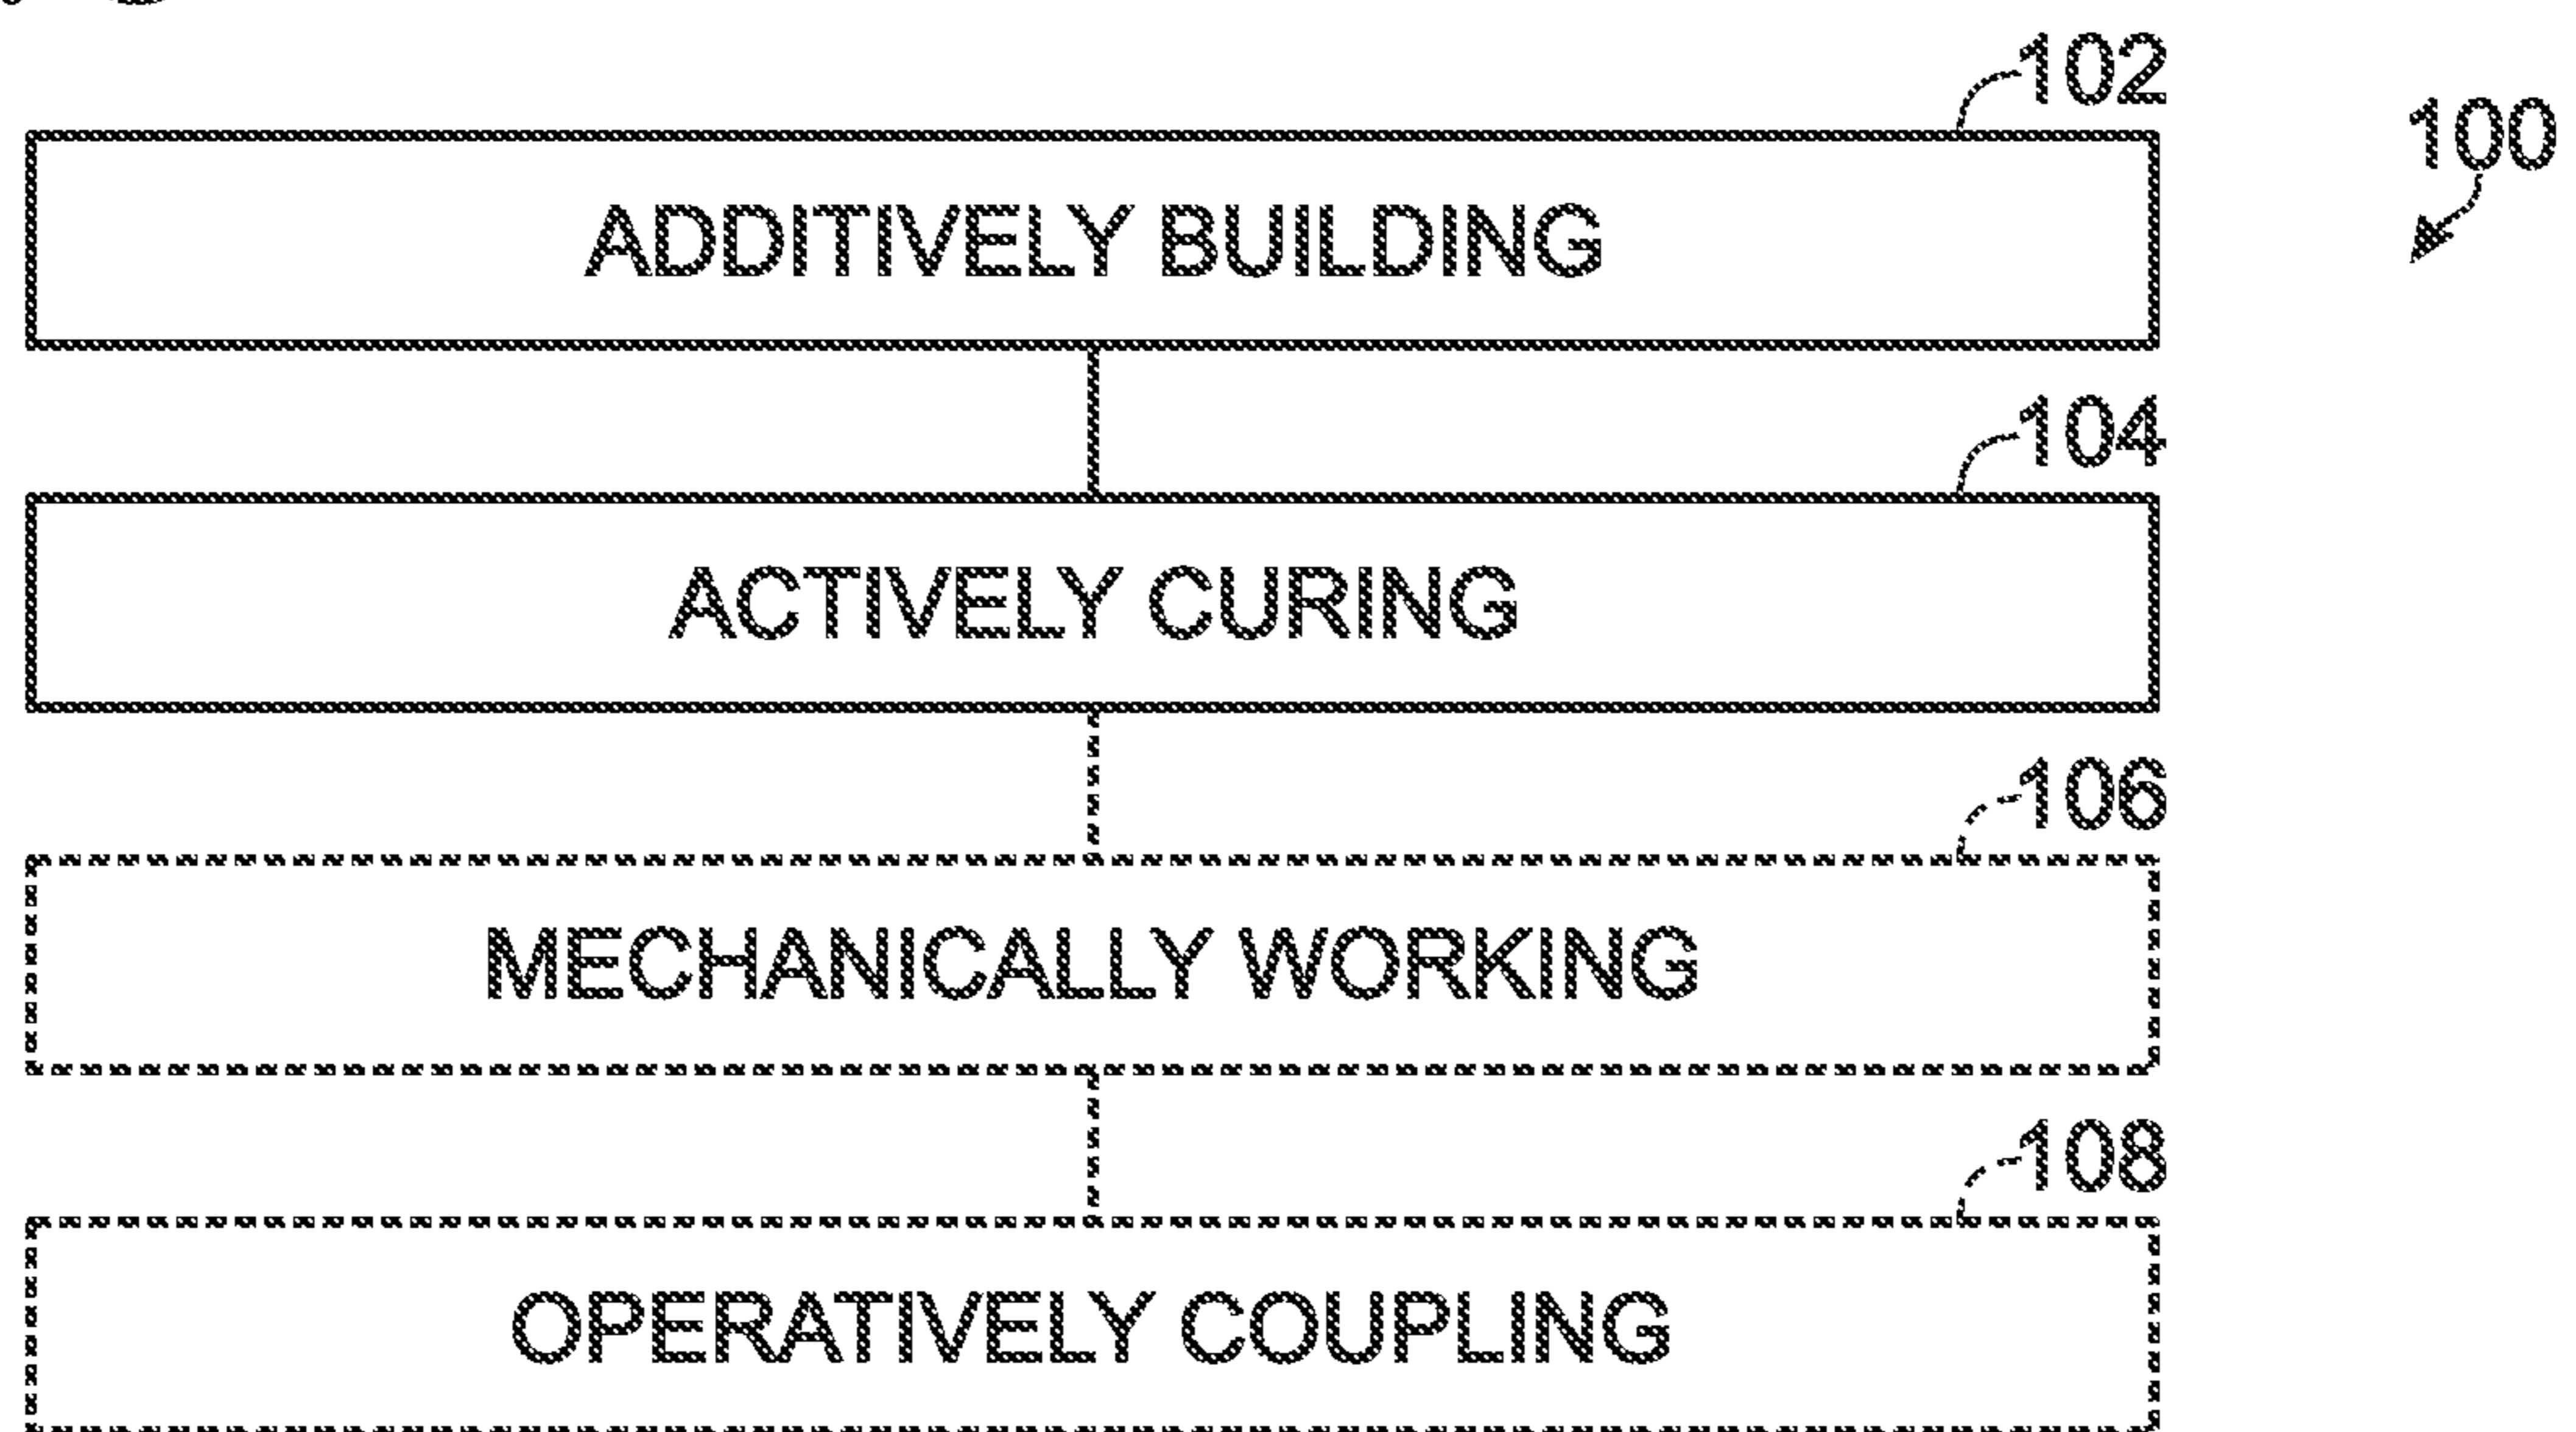 102
100
ADDITIVELY BUILDING
104
ACTIVELY CURING
106
MECHANICALLY WORKING
108
OPERATIVELY COUPLING